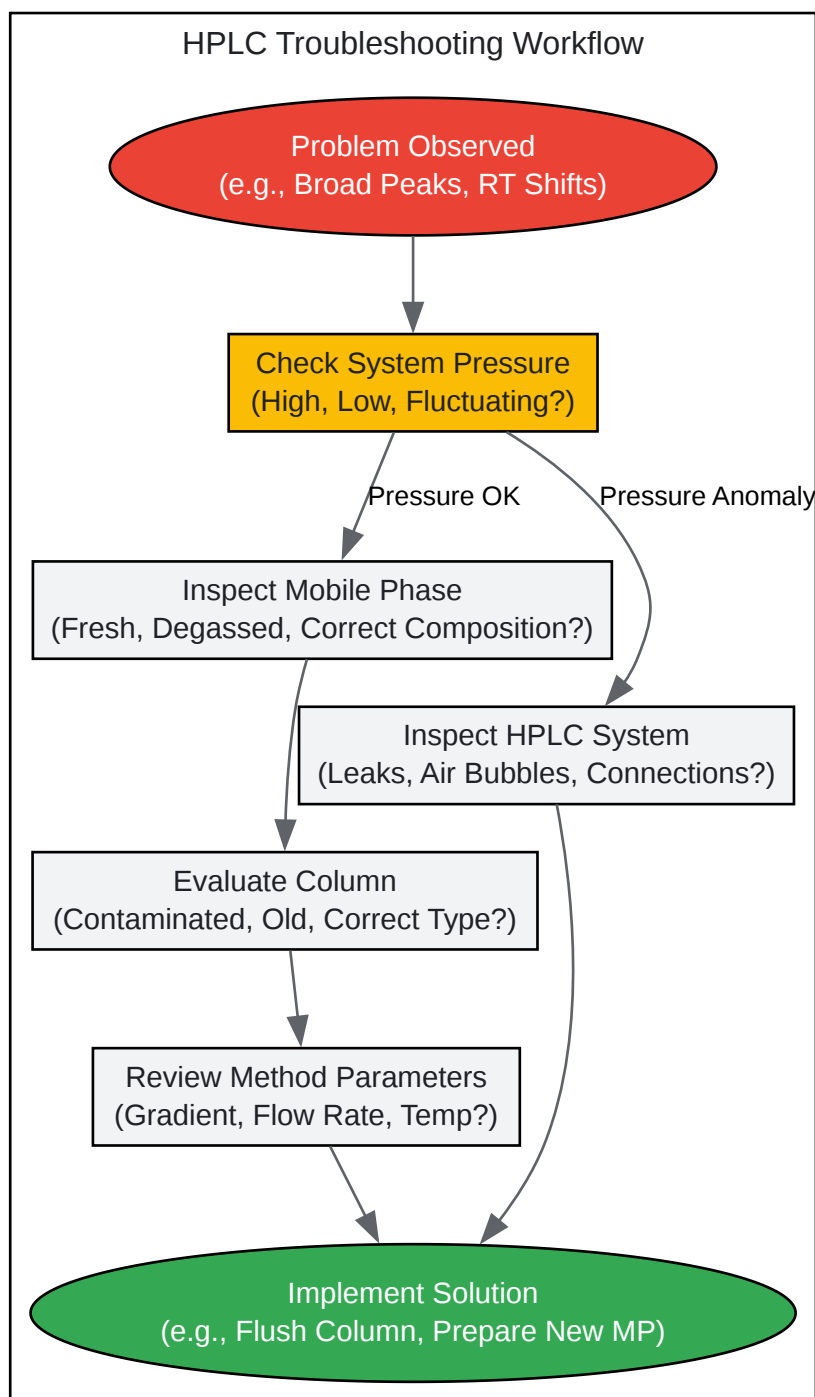 HPLC Troubleshooting Workflow
Problem Observed
(e.g., Broad Peaks, RT Shifts)
Check System Pressure
(High, Low, Fluctuating?)
Pressure OK
Pressure Anomaly
Inspect Mobile Phase
(Fresh, Degassed, Correct Composition?)
Inspect HPLC System
(Leaks, Air Bubbles, Connections?)
Evaluate Column
(Contaminated, Old, Correct Type?)
Review Method Parameters
(Gradient, Flow Rate, Temp?)
Implement Solution
(e.g., Flush Column, Prepare New MP)